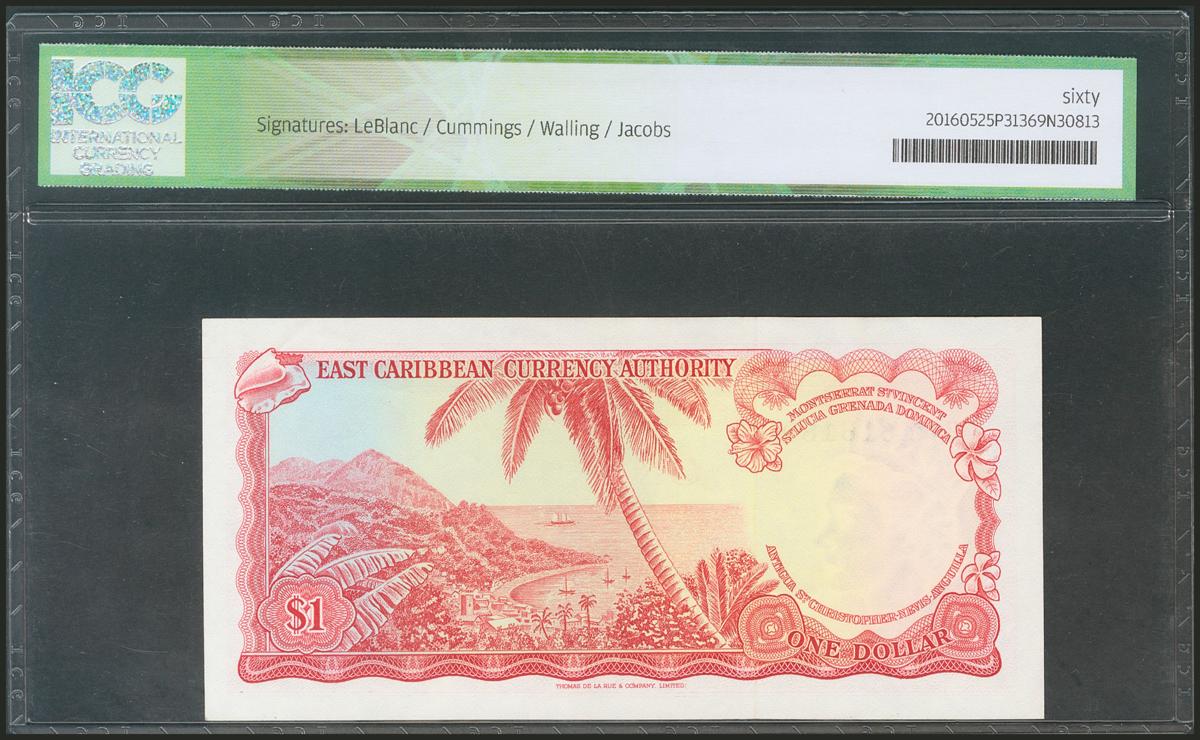 ICG
INTERNATIONAL
CURRENCY
GRADING
Signatures: LeBlanc / Cummings / Walling / Jacobs
sixty
20160525P31369N30813
EAST CARIBBEAN CURRENCY AUTHORITY
MONTSERRAT ST VINCENT
ST LUCIA GRENADA DOMINICA
ANTIGUA ST CHRISTOPHER-NEVIS-ANGUILLA
$1
ONE DOLLAR
THOMAS DE LA RUE & COMPANY, LIMITED.